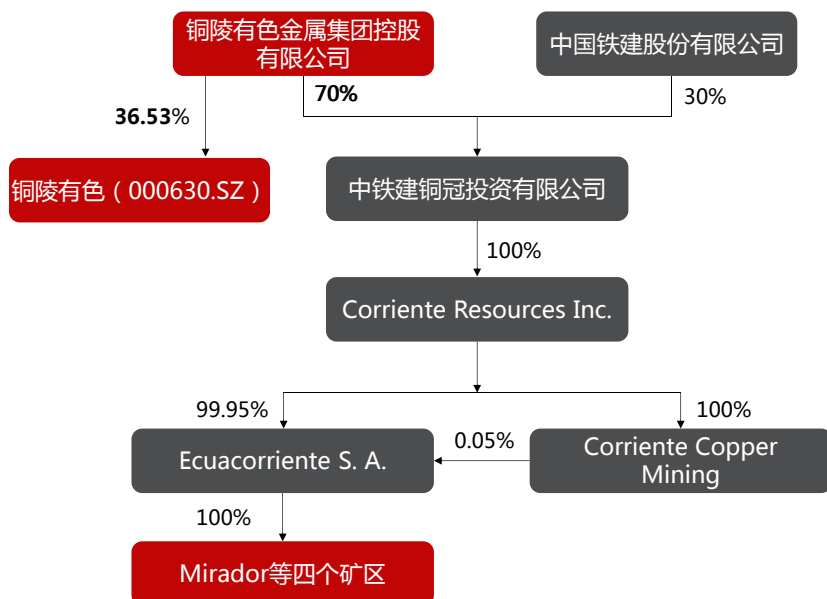 铜陵有色金属集团控股
有限公司
中国铁建股份有限公司
70%
30%
36.53%
铜陵有色（000630.SZ）
中铁建铜冠投资有限公司
100%
Corriente Resources Inc.
99.95%
100%
Ecuacorriente S. A.
0.05%
Corriente Copper
Mining
100%
Mirador等四个矿区